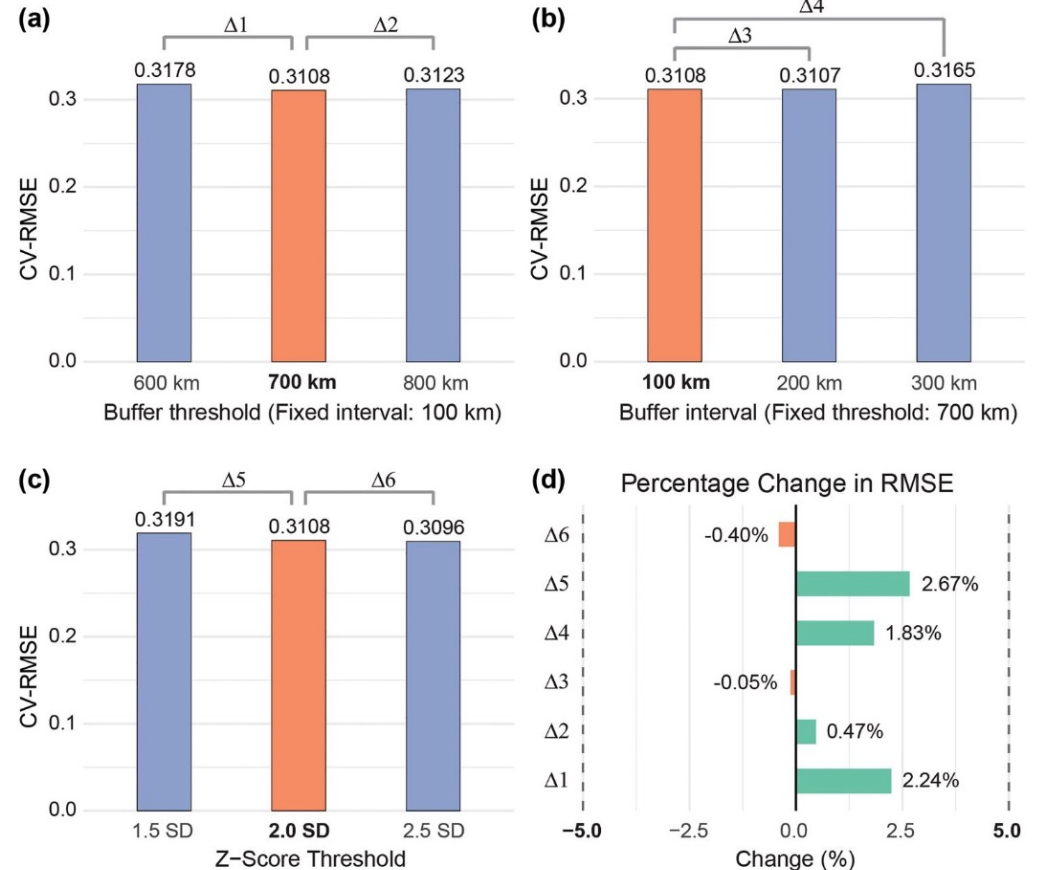 (a)
Δ1 Δ2
0.3178 0.3108 0.3123
0.3
0.2
0.1
0.0
CV-RMSE
600 km 700 km 800 km
Buffer threshold (Fixed interval: 100 km)
(b)
Δ4
Δ3
0.3108 0.3107 0.3165
0.3
0.2
0.1
0.0
CV-RMSE
100 km 200 km 300 km
Buffer interval (Fixed threshold: 700 km)
(c)
Δ5 Δ6
0.3191 0.3108 0.3096
0.3
0.2
0.1
0.0
CV-RMSE
1.5 SD 2.0 SD 2.5 SD
Z−Score Threshold
(d) Percentage Change in RMSE
Δ6 -0.40%
Δ5 2.67%
Δ4 1.83%
Δ3 -0.05%
Δ2 0.47%
Δ1 2.24%
−5.0 −2.5 0.0 2.5 5.0
Change (%)